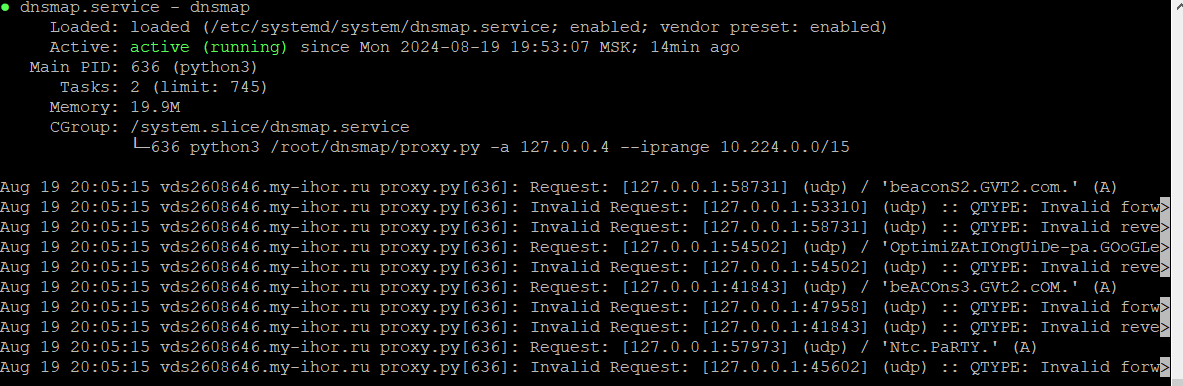 ● dnsmap.service - dnsmap
Loaded: loaded (/etc/systemd/system/dnsmap.service; enabled; vendor preset: enabled)
Active: active (running) since Mon 2024-08-19 19:53:07 MSK; 14min ago
Main PID: 636 (python3)
Tasks: 2 (limit: 745)
Memory: 19.9M
CGroup: /system.slice/dnsmap.service
└─636 python3 /root/dnsmap/proxy.py -a 127.0.0.4 --iprange 10.224.0.0/15
Aug 19 20:05:15 vds2608646.my-ihor.ru proxy.py[636]: Request: [127.0.0.1:58731] (udp) / 'beaconS2.GVT2.com.' (A)
Aug 19 20:05:15 vds2608646.my-ihor.ru proxy.py[636]: Invalid Request: [127.0.0.1:53310] (udp) :: QTYPE: Invalid forw>
Aug 19 20:05:15 vds2608646.my-ihor.ru proxy.py[636]: Invalid Request: [127.0.0.1:58731] (udp) :: QTYPE: Invalid reve>
Aug 19 20:05:15 vds2608646.my-ihor.ru proxy.py[636]: Request: [127.0.0.1:54502] (udp) / 'OptimiZAtIOngUiDe-pa.GOoGLe>
Aug 19 20:05:15 vds2608646.my-ihor.ru proxy.py[636]: Invalid Request: [127.0.0.1:54502] (udp) :: QTYPE: Invalid reve>
Aug 19 20:05:15 vds2608646.my-ihor.ru proxy.py[636]: Request: [127.0.0.1:41843] (udp) / 'beACOns3.GVt2.cOM.' (A)
Aug 19 20:05:15 vds2608646.my-ihor.ru proxy.py[636]: Invalid Request: [127.0.0.1:47958] (udp) :: QTYPE: Invalid forw>
Aug 19 20:05:15 vds2608646.my-ihor.ru proxy.py[636]: Invalid Request: [127.0.0.1:41843] (udp) :: QTYPE: Invalid reve>
Aug 19 20:05:15 vds2608646.my-ihor.ru proxy.py[636]: Request: [127.0.0.1:57973] (udp) / 'Ntc.PaRTY.' (A)
Aug 19 20:05:15 vds2608646.my-ihor.ru proxy.py[636]: Invalid Request: [127.0.0.1:45602] (udp) :: QTYPE: Invalid forw>